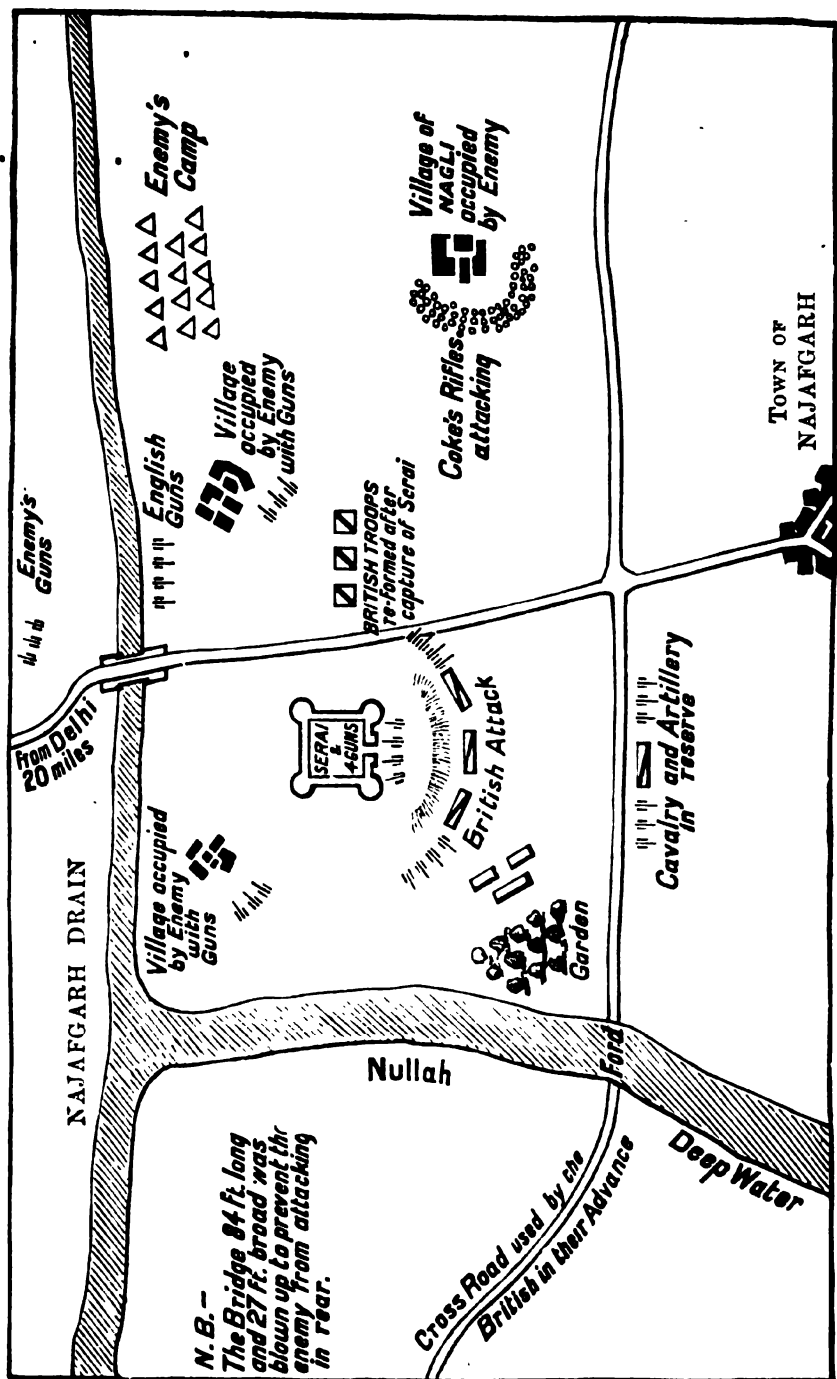 Enemy's
Guns
From Delhi
20 miles
NAJAFGARH DRAIN
Enemy's
Camp
English
Guns
Village
occupied
by Enemy
with Guns
Village of
NAGLI
occupied
by Enemy
Coke's Rifles
attacking
BRITISH TROOPS
re-formed after
capture of Serai
SERAI
&
4 GUNS
British Attack
Village occupied
by Enemy
with
Guns
Garden
TOWN OF
NAJAFGARH
Cavalry and Artillery
in reserve
Nullah
Ford
Deep Water
Cross Road used by the
British in their Advance
N.B.—
The Bridge 84 ft. long
and 27 ft. broad was
blown up to prevent the
enemy from attacking
in rear.